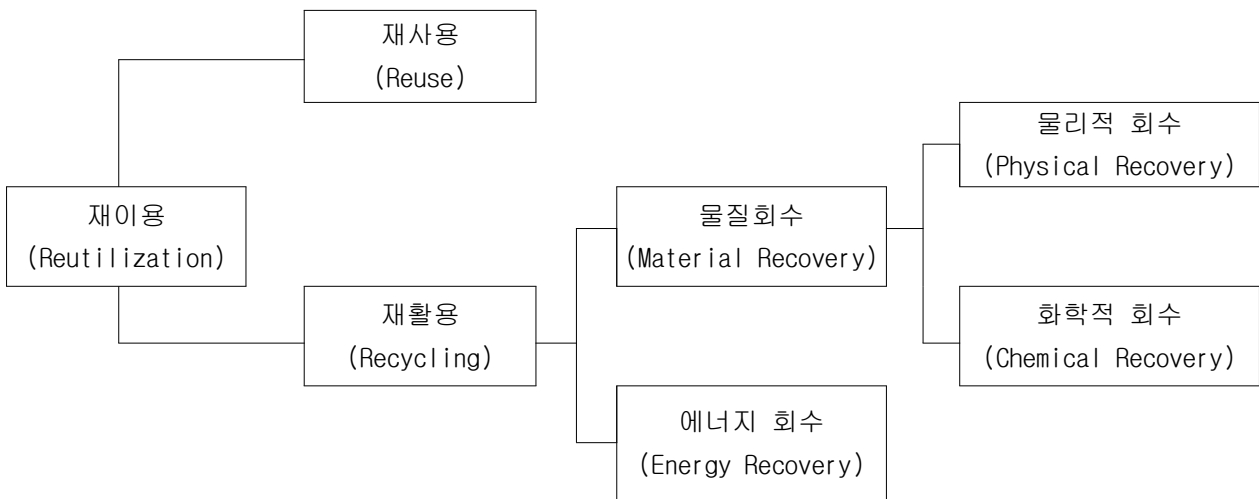 재사용
(Reuse)
물리적 회수
(Physical Recovery)
재이용
(Reutilization)
물질회수
(Material Recovery)
재활용
(Recycling)
화학적 회수
(Chemical Recovery)
에너지 회수
(Energy Recovery)